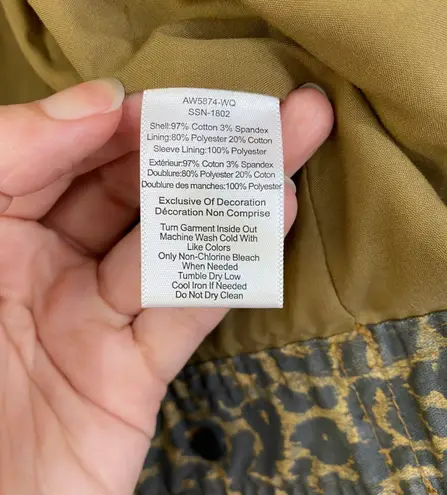 AW5874-WQ
SSN-1802
Shell:97% Cotton 3% Spandex
Lining:80% Polyester 20% Cotton
Sleeve Lining:100% Polyester
Extérieur:97% Coton 3% Spandex
Doublure:80% Polyester 20% Coton
Doublure des manches:100% Polyester
Exclusive Of Decoration
Décoration Non Comprise
Turn Garment Inside Out
Machine Wash Cold With
Like Colors
Only Non-Chlorine Bleach
When Needed
Tumble Dry Low
Cool Iron If Needed
Do Not Dry Clean